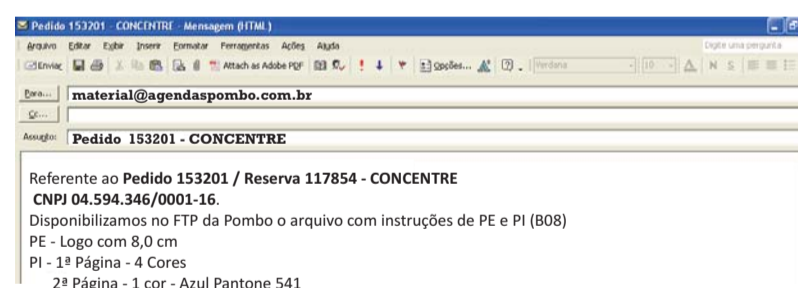 Pedido 153201 - CONCENTRE - Mensagem (HTML)
Arquivo Editar Exibir Inserir Formatar Ferramentas Ações Ajuda Digite uma pergunta
Enviar Attach as Adobe PDF Opções... Verdana 10 A N S
Para... material@agendaspombo.com.br
Cc...
Assunto: Pedido 153201 - CONCENTRE
Referente ao Pedido 153201 / Reserva 117854 - CONCENTRE
CNPJ 04.594.346/0001-16.
Disponibilizamos no FTP da Pombo o arquivo com instruções de PE e PI (B08)
PE - Logo com 8,0 cm
PI - 1ª Página - 4 Cores
2ª Página - 1 cor - Azul Pantone 541